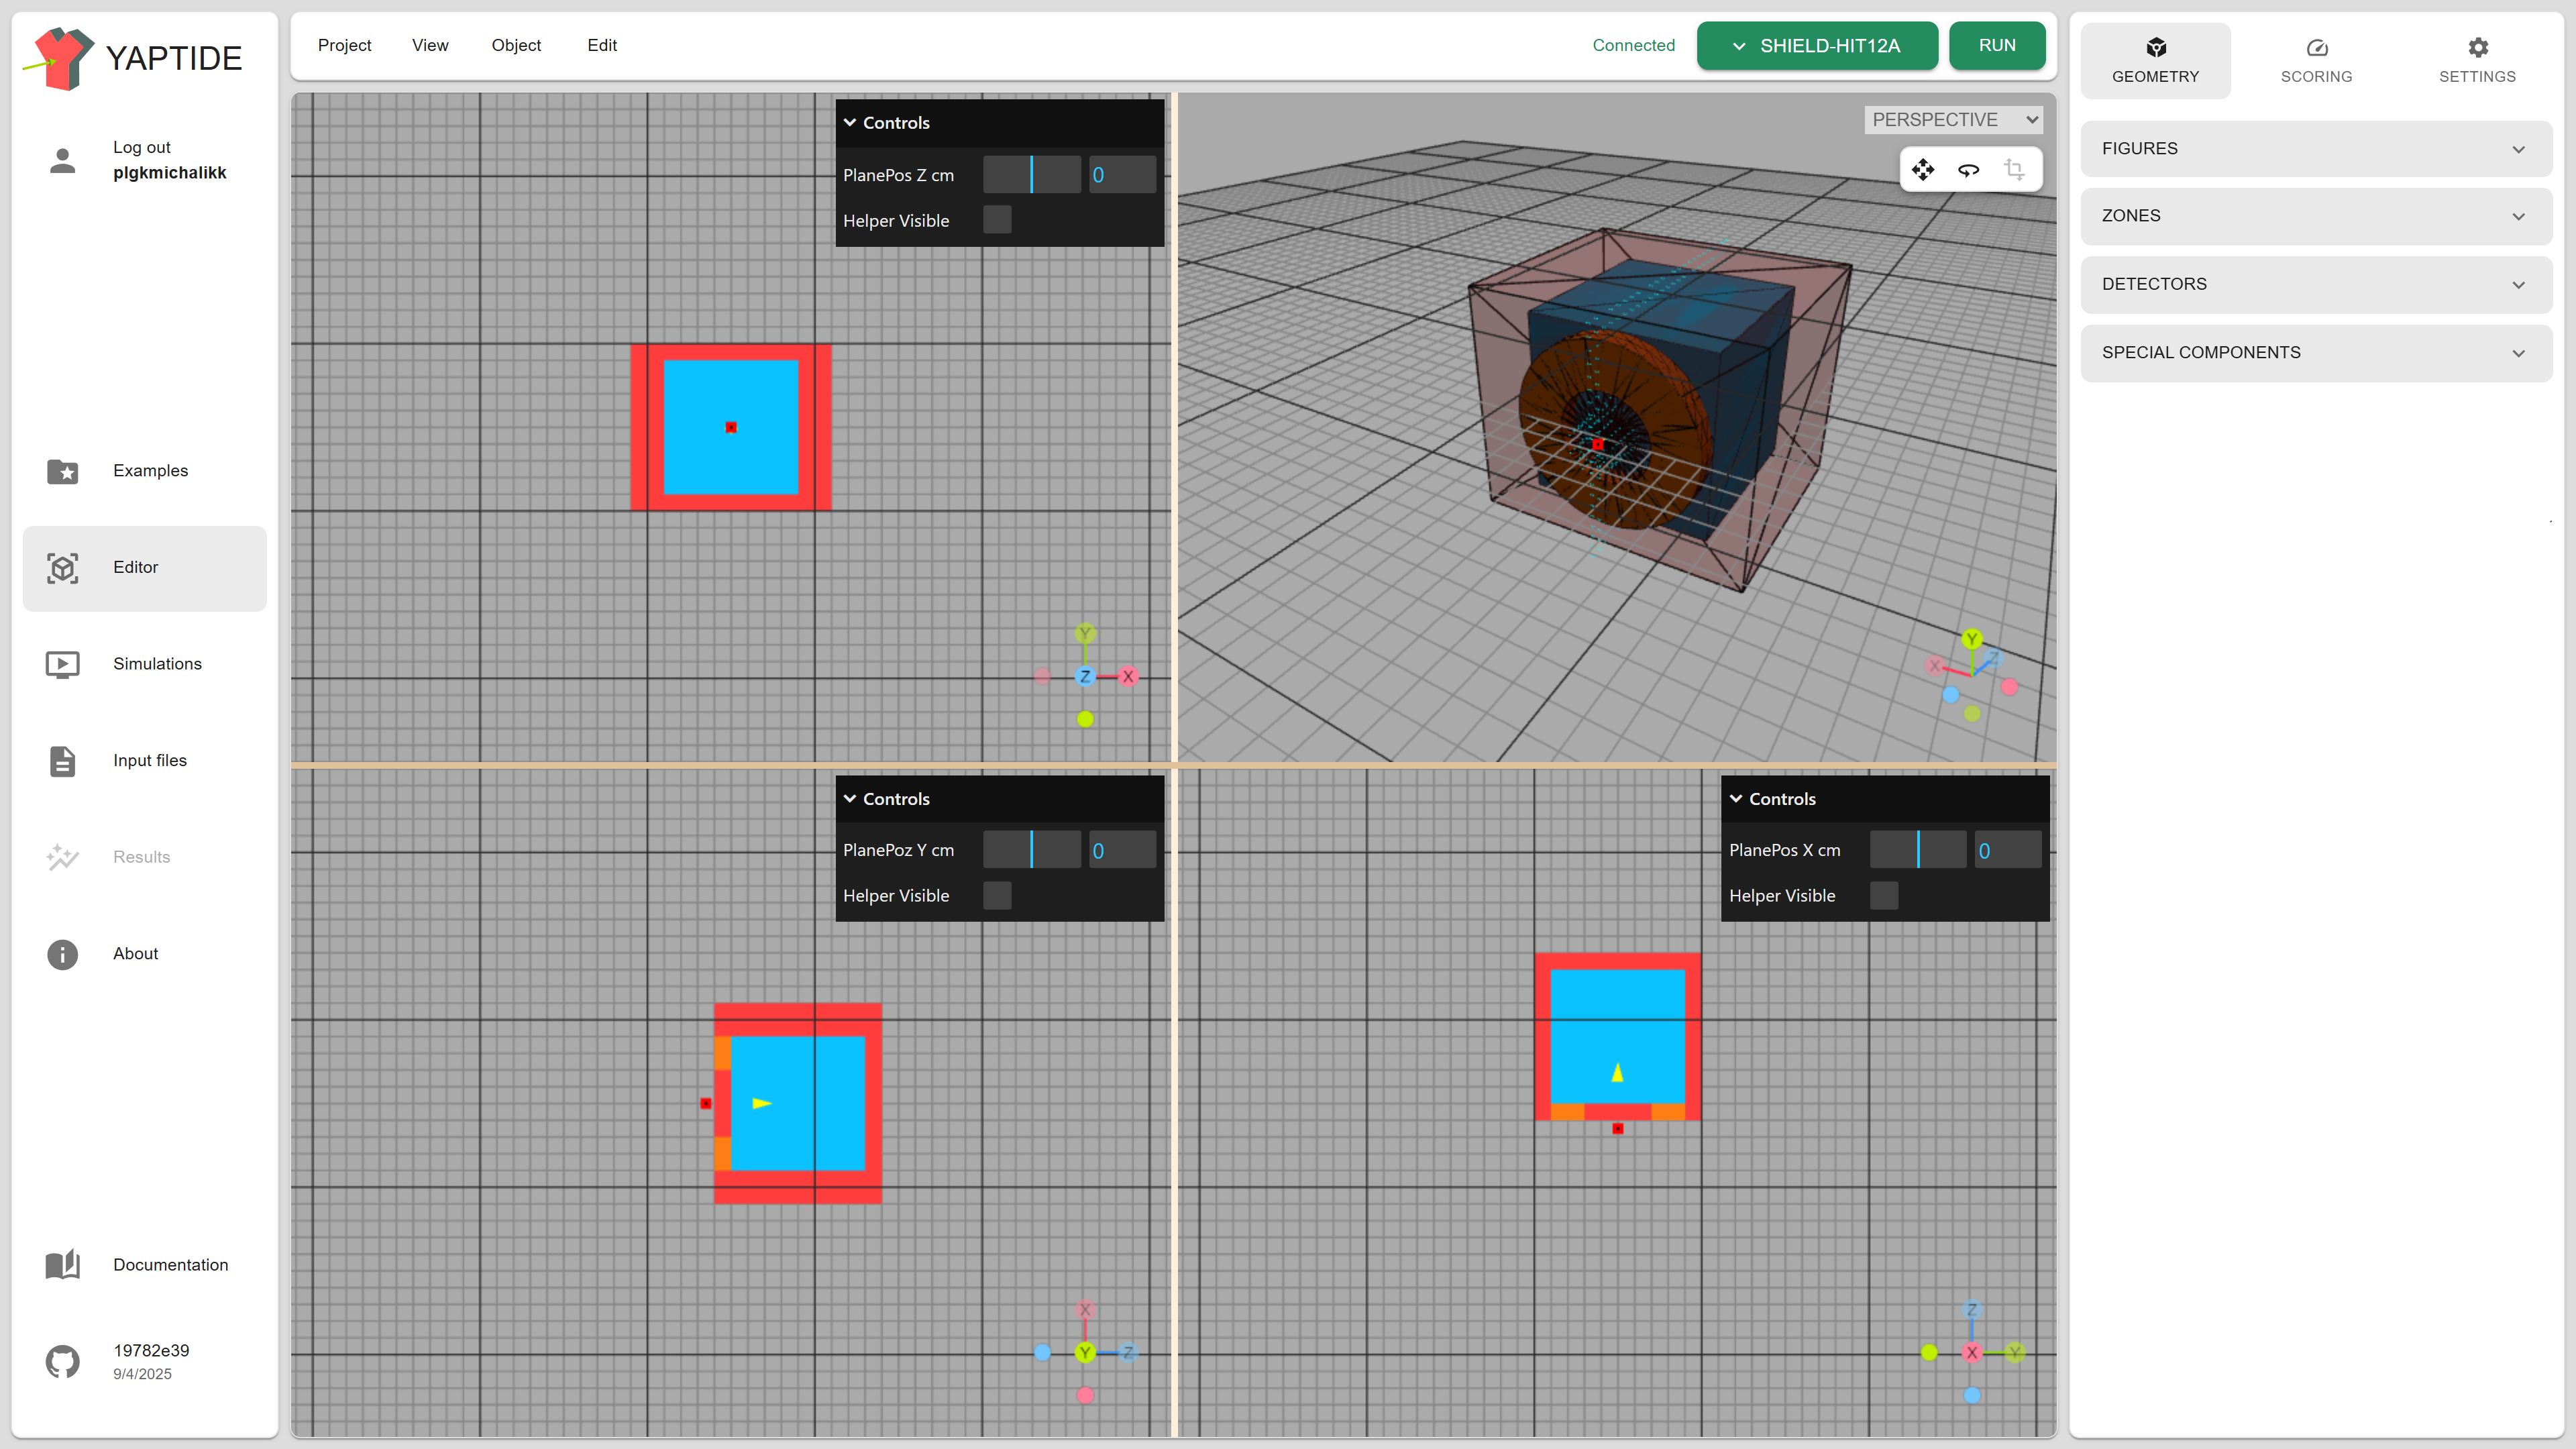 YAPTIDE
Log out
plgkmichalikk
Examples
Editor
Simulations
Input files
Results
About
Documentation
19782e39
9/4/2025
Project View Object Edit
Connected
SHIELD-HIT12A
RUN
Controls
PlanePos Z cm 0
Helper Visible
Y
Z X
PERSPECTIVE
Y
X Z
Controls
PlanePoz Y cm 0
Helper Visible
X
Y Z
Controls
PlanePos X cm 0
Helper Visible
Z
X Y
GEOMETRY
SCORING
SETTINGS
FIGURES
ZONES
DETECTORS
SPECIAL COMPONENTS